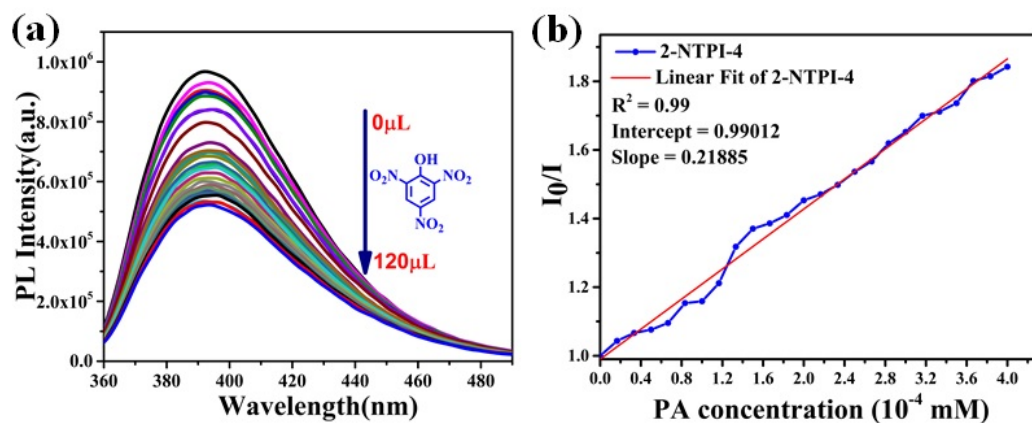 (a)
PL Intensity(a.u.)
1.0x10⁶
8.0x10⁵
6.0x10⁵
4.0x10⁵
2.0x10⁵
0.0
360 380 400 420 440 460 480
Wavelength(nm)
0μL
OH
NO₂ NO₂
NO₂
120μL
(b)
2-NTPI-4
Linear Fit of 2-NTPI-4
R² = 0.99
Intercept = 0.99012
Slope = 0.21885
I₀/I
1.8
1.6
1.4
1.2
1.0
0.0 0.4 0.8 1.2 1.6 2.0 2.4 2.8 3.2 3.6 4.0
PA concentration (10⁻⁴ mM)